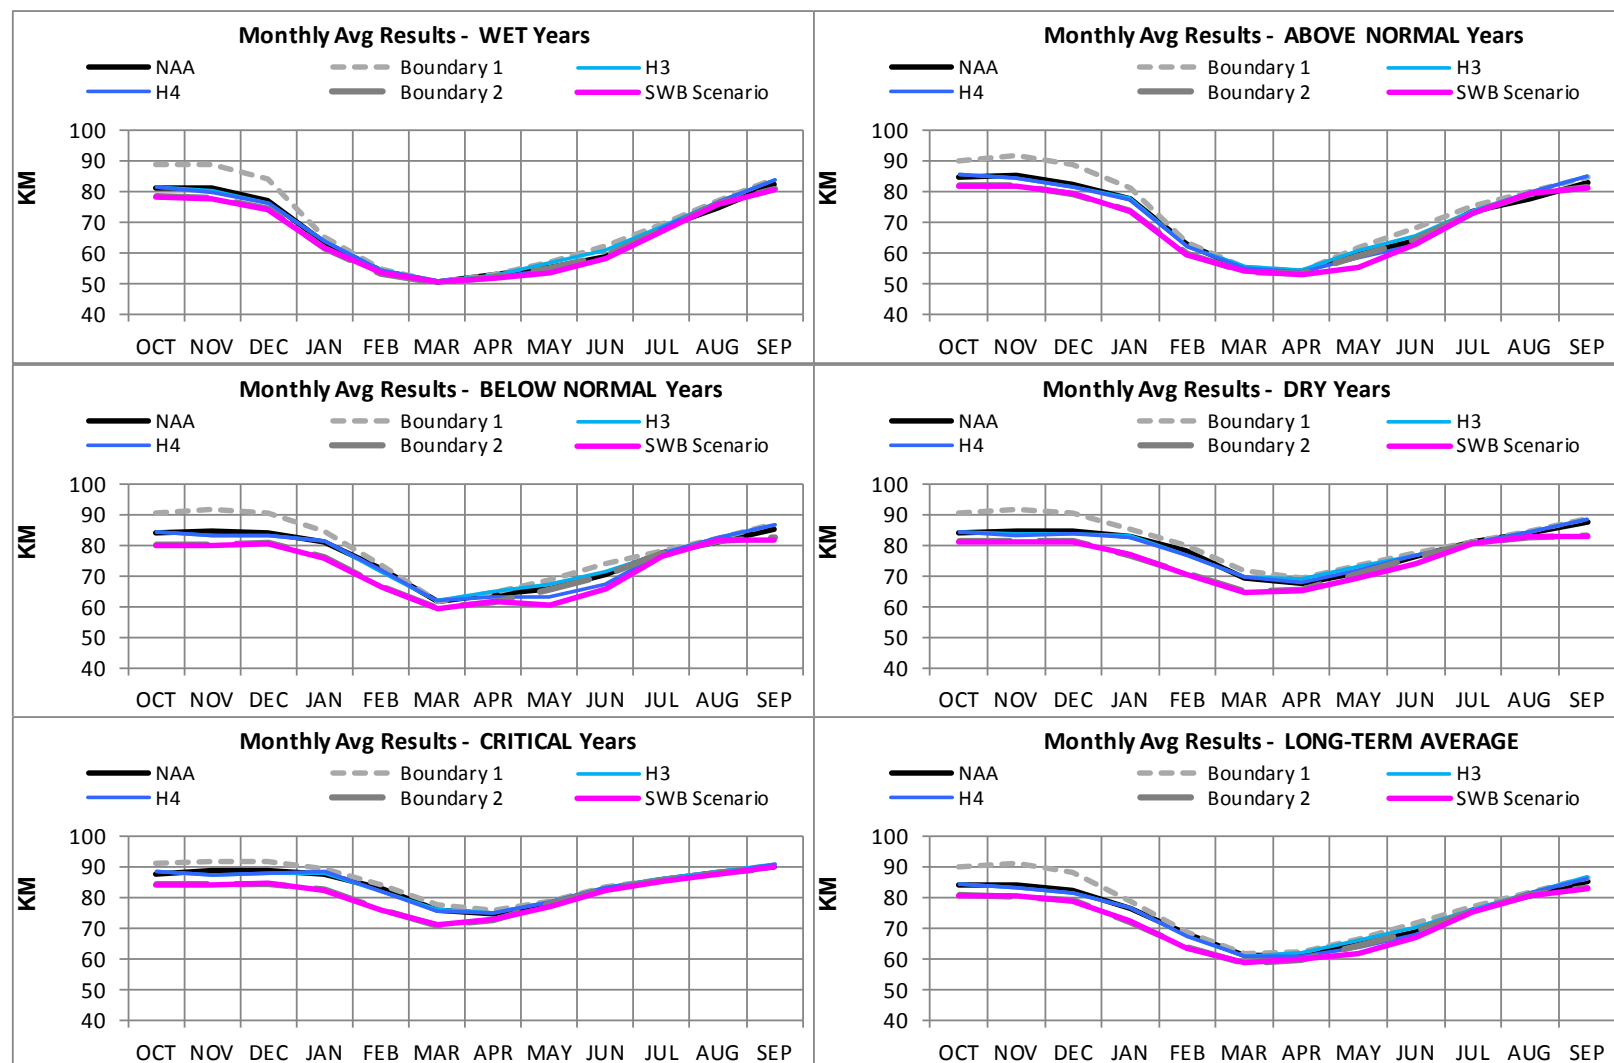 Monthly Avg Results - WET Years
NAA Boundary 1 H3
H4 Boundary 2 SWB Scenario
KM
100
90
80
70
60
50
40
OCT NOV DEC JAN FEB MAR APR MAY JUN JUL AUG SEP
Monthly Avg Results - ABOVE NORMAL Years
NAA Boundary 1 H3
H4 Boundary 2 SWB Scenario
KM
100
90
80
70
60
50
40
OCT NOV DEC JAN FEB MAR APR MAY JUN JUL AUG SEP
Monthly Avg Results - BELOW NORMAL Years
NAA Boundary 1 H3
H4 Boundary 2 SWB Scenario
KM
100
90
80
70
60
50
40
OCT NOV DEC JAN FEB MAR APR MAY JUN JUL AUG SEP
Monthly Avg Results - DRY Years
NAA Boundary 1 H3
H4 Boundary 2 SWB Scenario
KM
100
90
80
70
60
50
40
OCT NOV DEC JAN FEB MAR APR MAY JUN JUL AUG SEP
Monthly Avg Results - CRITICAL Years
NAA Boundary 1 H3
H4 Boundary 2 SWB Scenario
KM
100
90
80
70
60
50
40
OCT NOV DEC JAN FEB MAR APR MAY JUN JUL AUG SEP
Monthly Avg Results - LONG-TERM AVERAGE
NAA Boundary 1 H3
H4 Boundary 2 SWB Scenario
KM
100
90
80
70
60
50
40
OCT NOV DEC JAN FEB MAR APR MAY JUN JUL AUG SEP